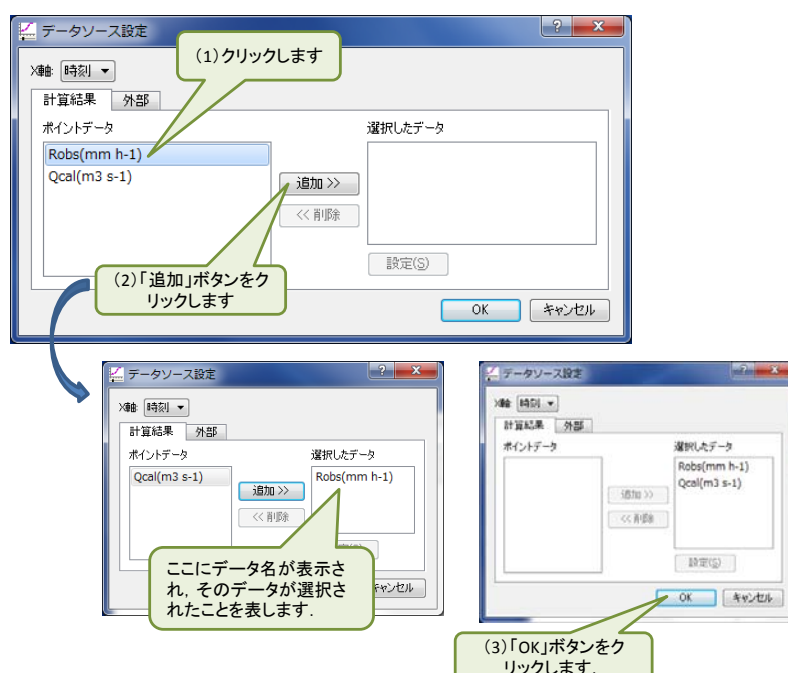 データソース設定
(1)クリックします
X軸: 時刻
計算結果 外部
ポイントデータ 選択したデータ
Robs(mm h-1)
Qcal(m3 s-1)
追加 >>
<< 削除
設定(S)
(2)「追加」ボタンをク
リックします
OK キャンセル
データソース設定
X軸: 時刻
計算結果 外部
ポイントデータ 選択したデータ
Qcal(m3 s-1) Robs(mm h-1)
追加 >>
<< 削除
ここにデータ名が表示さ
れ，そのデータが選択さ
れたことを表します．
キャンセル
データソース設定
X軸: 時刻
計算結果 外部
ポイントデータ 選択したデータ
Robs(mm h-1)
Qcal(m3 s-1)
追加 >>
<< 削除
設定(S)
OK キャンセル
(3)「OK」ボタンをク
リックします．